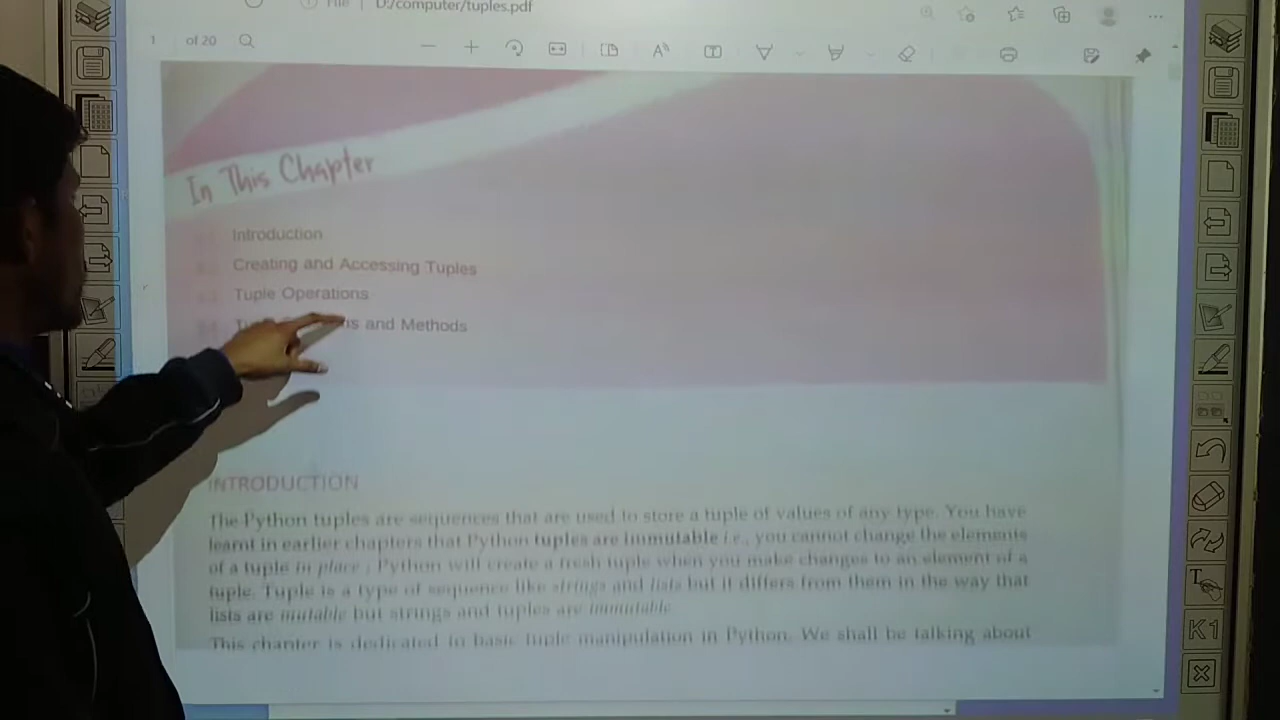 File D:/computer/tuples.pdf
1 of 20
In This Chapter
Introduction
Creating and Accessing Tuples
Tuple Operations
and Methods
INTRODUCTION
The Python tuples are sequences that are used to store a tuple of values of any type. You have
learnt in earlier chapters that Python tuples are immutable i.e., you cannot change the elements
of a tuple in place ; Python will create a fresh tuple when you make changes to an element of a
tuple. Tuple is a type of sequence like strings and lists but it differs from them in the way that
lists are mutable but strings and tuples are immutable.
This chapter is dedicated to basic tuple manipulation in Python. We shall be talking about
T
K1